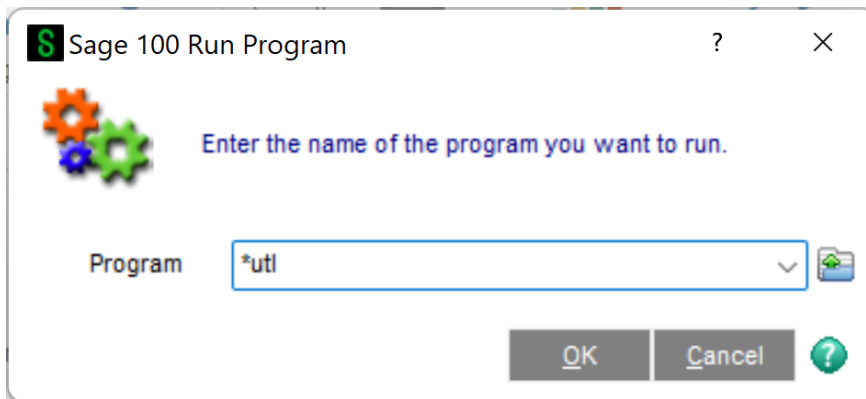 S Sage 100 Run Program ? ×
Enter the name of the program you want to run.
Program *utl
OK Cancel ?